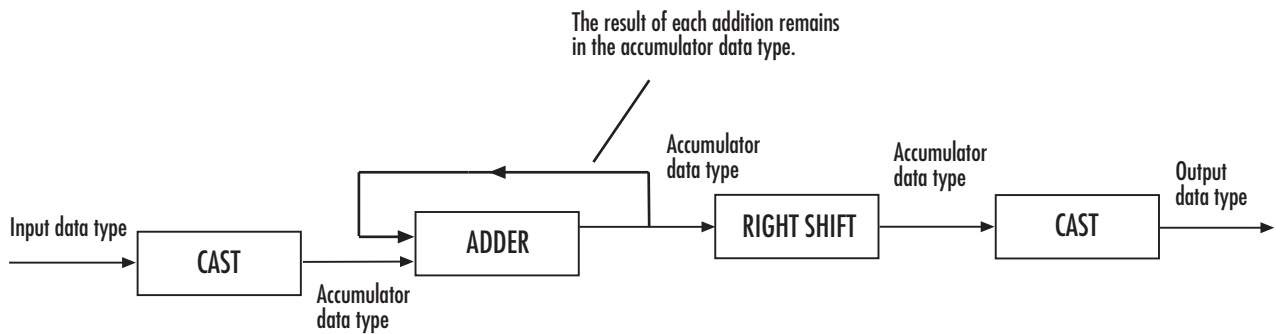 The result of each addition remains
in the accumulator data type.
Accumulator
data type
Accumulator
data type
Output
data type
Input data type
CAST
ADDER
RIGHT SHIFT
CAST
Accumulator
data type